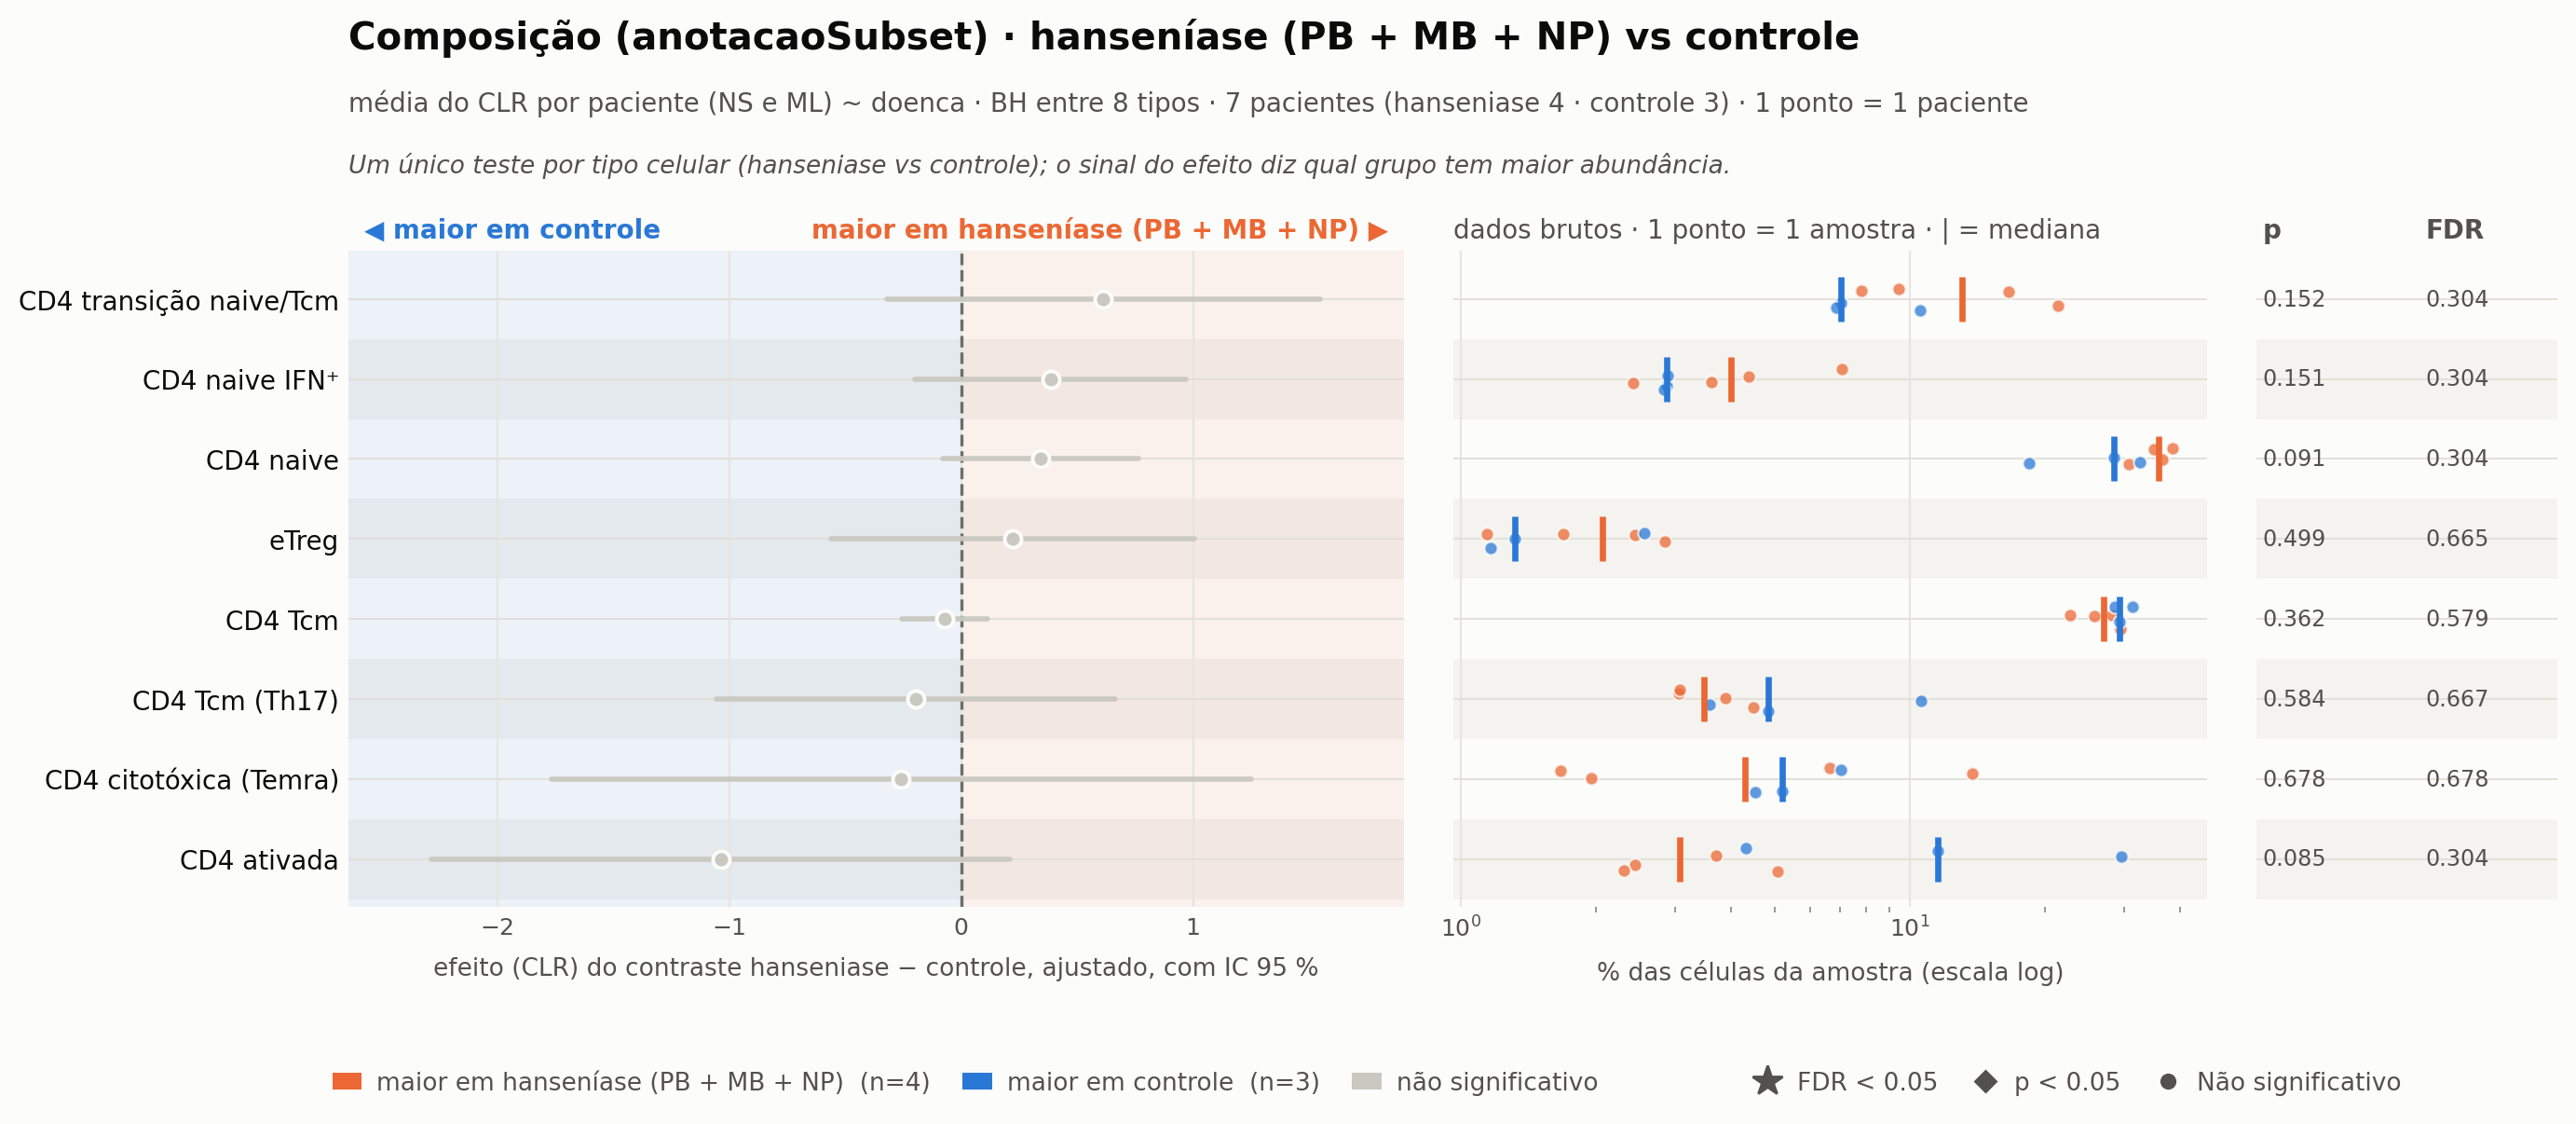 Composição (anotacaoSubset) · hanseníase (PB + MB + NP) vs controle
média do CLR por paciente (NS e ML) ~ doenca · BH entre 8 tipos · 7 pacientes (hanseniase 4 · controle 3) · 1 ponto = 1 paciente
Um único teste por tipo celular (hanseniase vs controle); o sinal do efeito diz qual grupo tem maior abundância.
◀ maior em controle maior em hanseníase (PB + MB + NP) ▶ dados brutos · 1 ponto = 1 amostra · | = mediana p FDR
CD4 transição naive/Tcm 0.152 0.304
CD4 naive IFN⁺ 0.151 0.304
CD4 naive 0.091 0.304
eTreg 0.499 0.665
CD4 Tcm 0.362 0.579
CD4 Tcm (Th17) 0.584 0.667
CD4 citotóxica (Temra) 0.678 0.678
CD4 ativada 0.085 0.304
−2 −1 0 1 10⁰ 10¹
efeito (CLR) do contraste hanseniase − controle, ajustado, com IC 95 % % das células da amostra (escala log)
maior em hanseníase (PB + MB + NP) (n=4) maior em controle (n=3) não significativo FDR < 0.05 p < 0.05 Não significativo